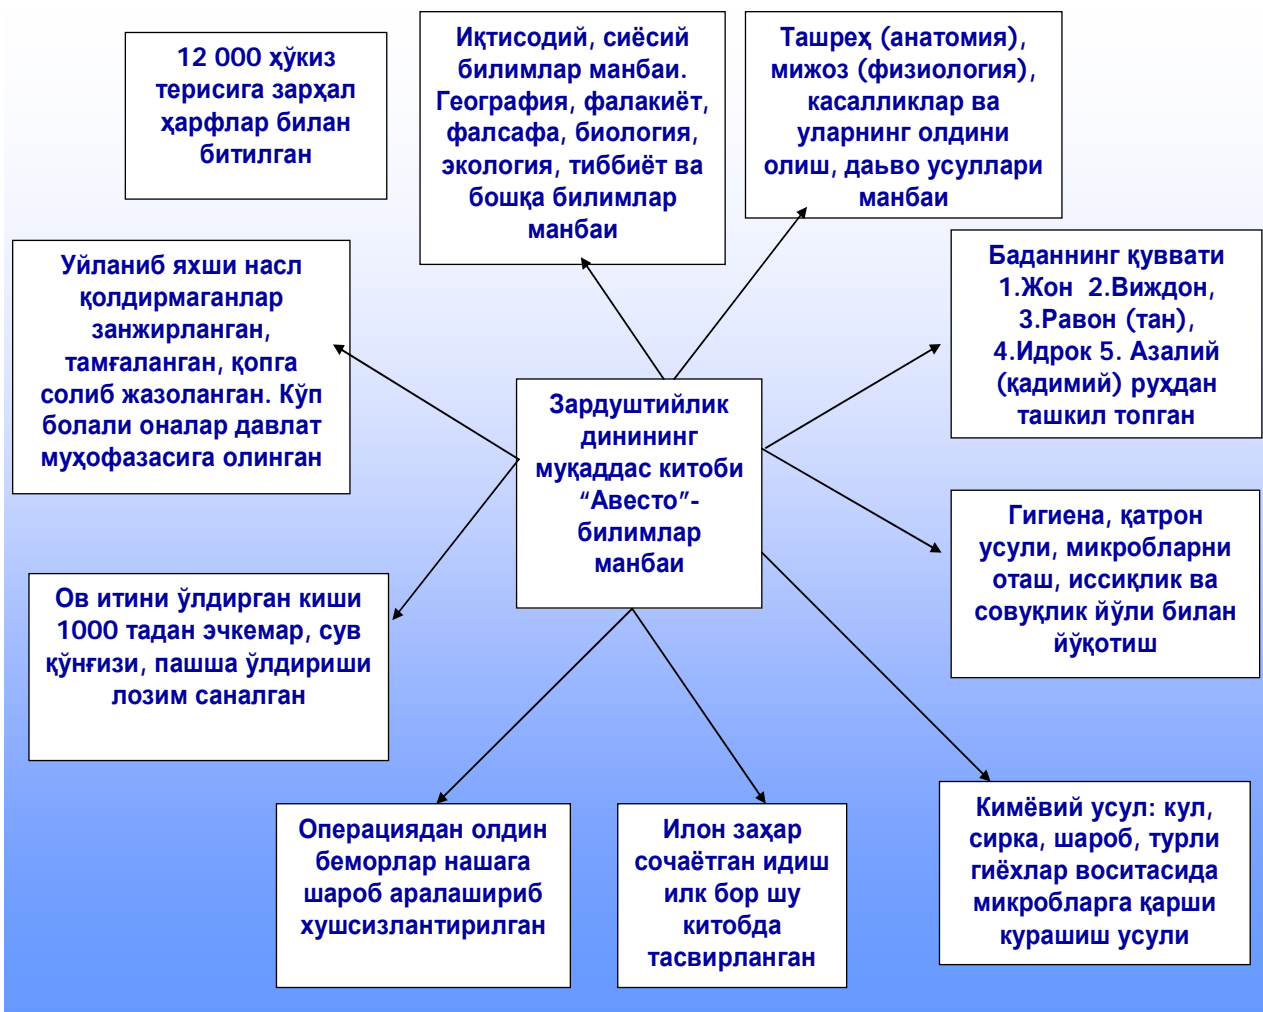 12 000 ҳўкиз
терисига зарҳал
ҳарфлар билан
битилган
Иқтисодий, сиёсий
билимлар манбаи.
География, фалакиёт,
фалсафа, биология,
экология, тиббиёт ва
бошқа билимлар
манбаи
Ташреҳ (анатомия),
мижоз (физиология),
касалликлар ва
уларнинг олдини
олиш, даьво усуллари
манбаи
Уйланиб яхши насл
қолдирмаганлар
занжирланган,
тамғаланган, қопга
солиб жазоланган. Кўп
болали оналар давлат
муҳофазасига олинган
Баданнинг қуввати
1.Жон 2.Виждон,
3.Равон (тан),
4.Идрок 5. Азалий
(қадимий) руҳдан
ташкил топган
Зардуштийлик
динининг
муқаддас китоби
“Авесто”-
билимлар
манбаи
Гигиена, қатрон
усули, микробларни
оташ, иссиқлик ва
совуқлик йўли билан
йўқотиш
Ов итини ўлдирган киши
1000 тадан эчкемар, сув
қўнғизи, пашша ўлдириши
лозим саналган
Операциядан олдин
беморлар нашага
шароб аралашириб
хушсизлантирилган
Илон заҳар
сочаётган идиш
илк бор шу
китобда
тасвирланган
Кимёвий усул: кул,
сирка, шароб, турли
гиёхлар воситасида
микробларга қарши
курашиш усули